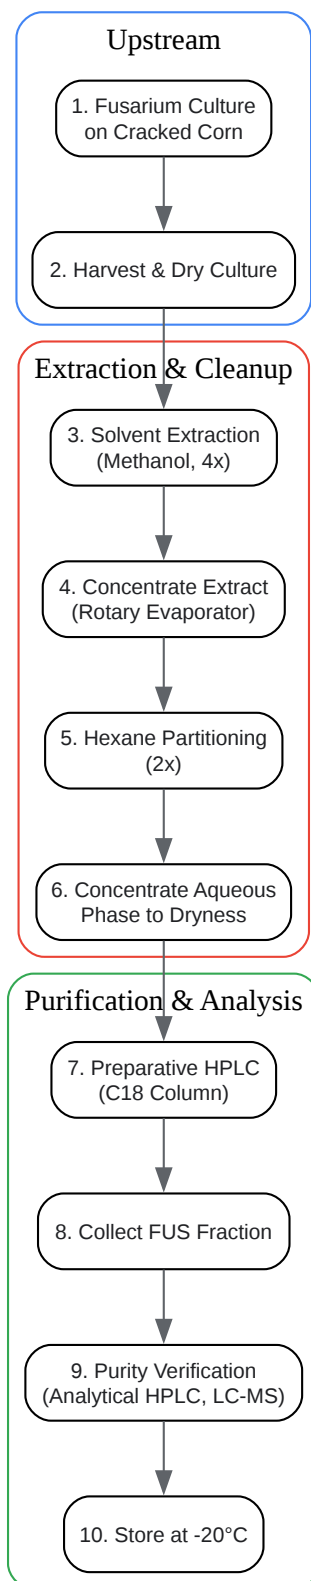 Upstream
1. Fusarium Culture
on Cracked Corn
2. Harvest & Dry Culture
Extraction & Cleanup
3. Solvent Extraction
(Methanol, 4x)
4. Concentrate Extract
(Rotary Evaporator)
5. Hexane Partitioning
(2x)
6. Concentrate Aqueous
Phase to Dryness
Purification & Analysis
7. Preparative HPLC
(C18 Column)
8. Collect FUS Fraction
9. Purity Verification
(Analytical HPLC, LC-MS)
10. Store at -20°C